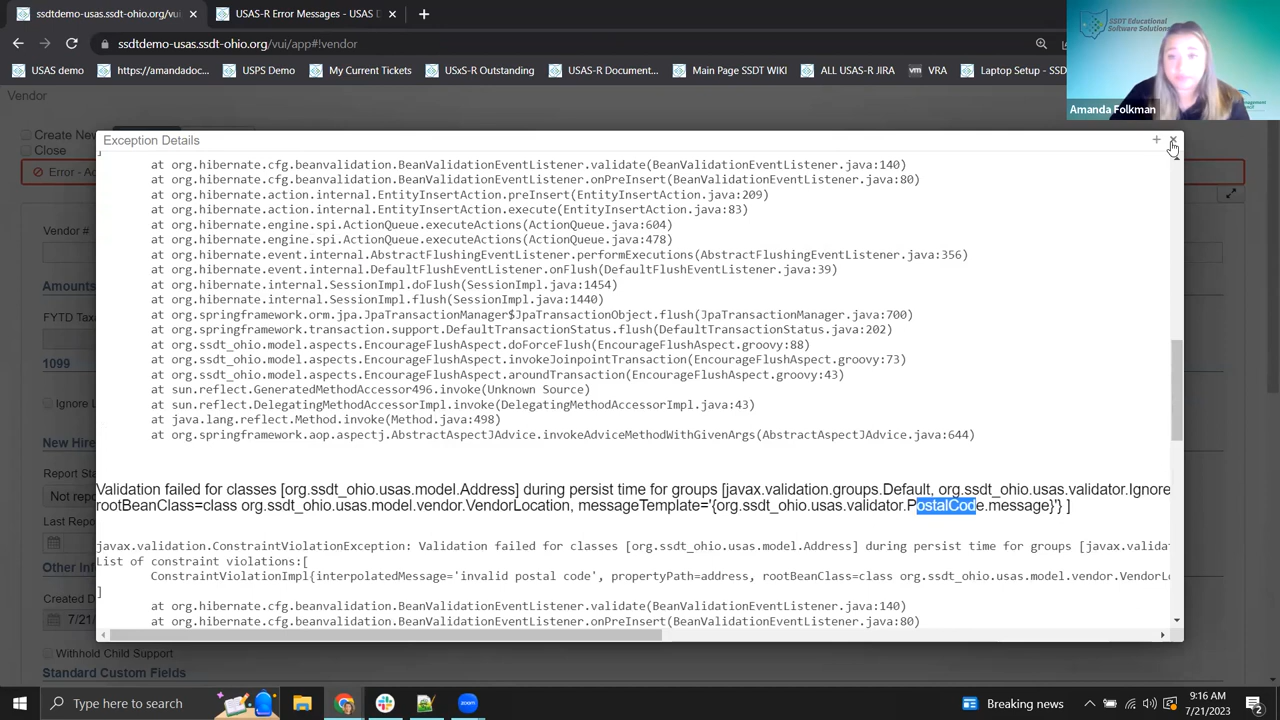 ssdtdemo-usas.ssdt-ohio.org/vui
USAS-R Error Messages - USAS D
ssdtdemo-usas.ssdt-ohio.org/vui/app#!vendor
SSDT Educational
Software Solutions
USAS demo
https://amandadoc...
USPS Demo
My Current Tickets
USxS-R Outstanding
USAS-R Document...
Main Page SSDT WIKI
ALL USAS-R JIRA
vm VRA
Laptop Setup - SSD
Amanda Folkman
Vendor
Create New
Close
Exception Details
Error - Ac
]
at org.hibernate.cfg.beanvalidation.BeanValidationEventListener.validate(BeanValidationEventListener.java:140)
at org.hibernate.cfg.beanvalidation.BeanValidationEventListener.onPreInsert(BeanValidationEventListener.java:80)
at org.hibernate.action.internal.EntityInsertAction.preInsert(EntityInsertAction.java:209)
at org.hibernate.action.internal.EntityInsertAction.execute(EntityInsertAction.java:83)
at org.hibernate.engine.spi.ActionQueue.executeActions(ActionQueue.java:604)
at org.hibernate.engine.spi.ActionQueue.executeActions(ActionQueue.java:478)
at org.hibernate.event.internal.AbstractFlushingEventListener.performExecutions(AbstractFlushingEventListener.java:356)
at org.hibernate.event.internal.DefaultFlushEventListener.onFlush(DefaultFlushEventListener.java:39)
at org.hibernate.internal.SessionImpl.doFlush(SessionImpl.java:1454)
at org.hibernate.internal.SessionImpl.flush(SessionImpl.java:1440)
at org.springframework.orm.jpa.JpaTransactionManager$JpaTransactionObject.flush(JpaTransactionManager.java:700)
at org.springframework.transaction.support.DefaultTransactionStatus.flush(DefaultTransactionStatus.java:202)
at org.ssdt_ohio.model.aspects.EncourageFlushAspect.doForceFlush(EncourageFlushAspect.groovy:88)
at org.ssdt_ohio.model.aspects.EncourageFlushAspect.invokeJoinpointTransaction(EncourageFlushAspect.groovy:73)
at org.ssdt_ohio.model.aspects.EncourageFlushAspect.aroundTransaction(EncourageFlushAspect.groovy:43)
at sun.reflect.GeneratedMethodAccessor496.invoke(Unknown Source)
at sun.reflect.DelegatingMethodAccessorImpl.invoke(DelegatingMethodAccessorImpl.java:43)
at java.lang.reflect.Method.invoke(Method.java:498)
at org.springframework.aop.aspectj.AbstractAspectJAdvice.invokeAdviceMethodWithGivenArgs(AbstractAspectJAdvice.java:644)
Vendor #
Amounts
FYTD Taxa
1099
Ignore L
New Hire
Report Stat
Not repo
Last Repor
Validation failed for classes [org.ssdt_ohio.usas.model.Address] during persist time for groups [javax.validation.groups.Default, org.ssdt_ohio.usas.validator.Ignore
rootBeanClass=class org.ssdt_ohio.usas.model.vendor.VendorLocation, messageTemplate='{org.ssdt_ohio.usas.validator.PostalCode.message}'} ]
javax.validation.ConstraintViolationException: Validation failed for classes [org.ssdt_ohio.usas.model.Address] during persist time for groups [javax.validat
List of constraint violations:[
ConstraintViolationImpl{interpolatedMessage='invalid postal code', propertyPath=address, rootBeanClass=class org.ssdt_ohio.usas.model.vendor.VendorLo
]
at org.hibernate.cfg.beanvalidation.BeanValidationEventListener.validate(BeanValidationEventListener.java:140)
at org.hibernate.cfg.beanvalidation.BeanValidationEventListener.onPreInsert(BeanValidationEventListener.java:80)
Other Info
Created D
7/21/
Withhold Child Support
Standard Custom Fields
Type here to search
Breaking news
9:16 AM
7/21/2023
2